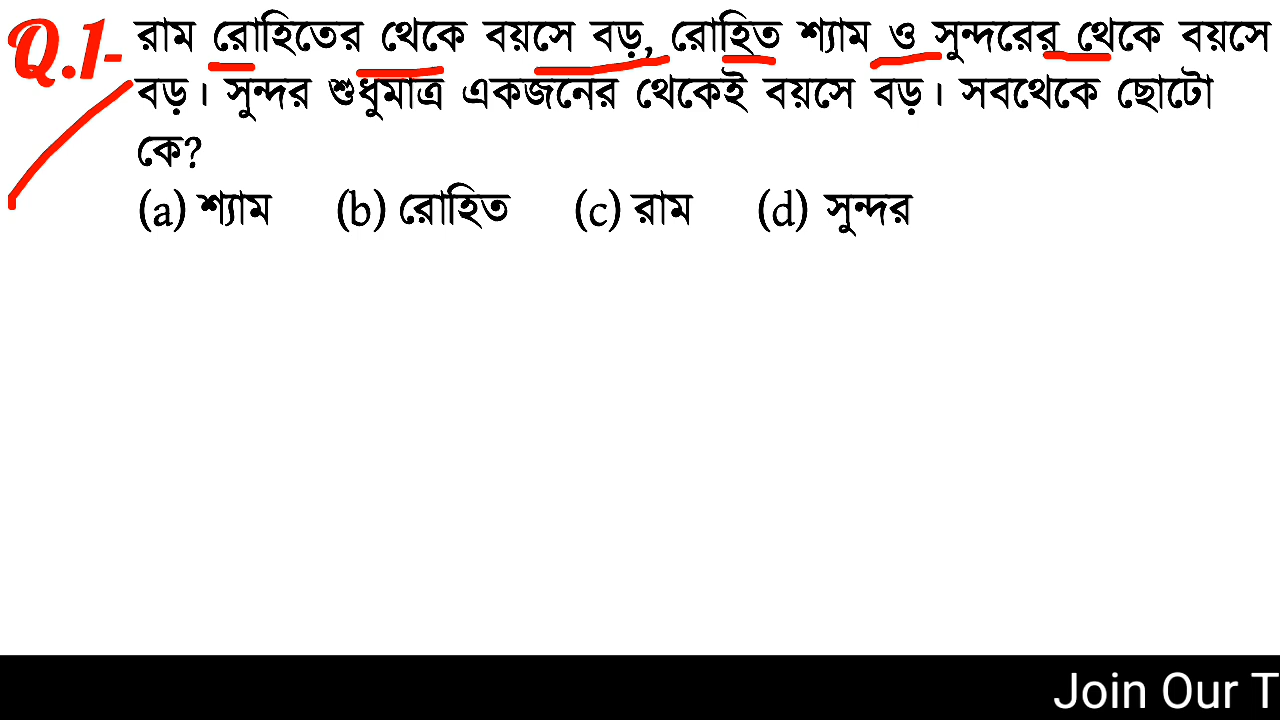 Q.1- রাম রোহিতের থেকে বয়সে বড়, রোহিত শ্যাম ও সুন্দরের থেকে বয়সে
বড়। সুন্দর শুধুমাত্র একজনের থেকেই বয়সে বড়। সবথেকে ছোটো
কে?
(a) শ্যাম (b) রোহিত (c) রাম (d) সুন্দর
Join Our T